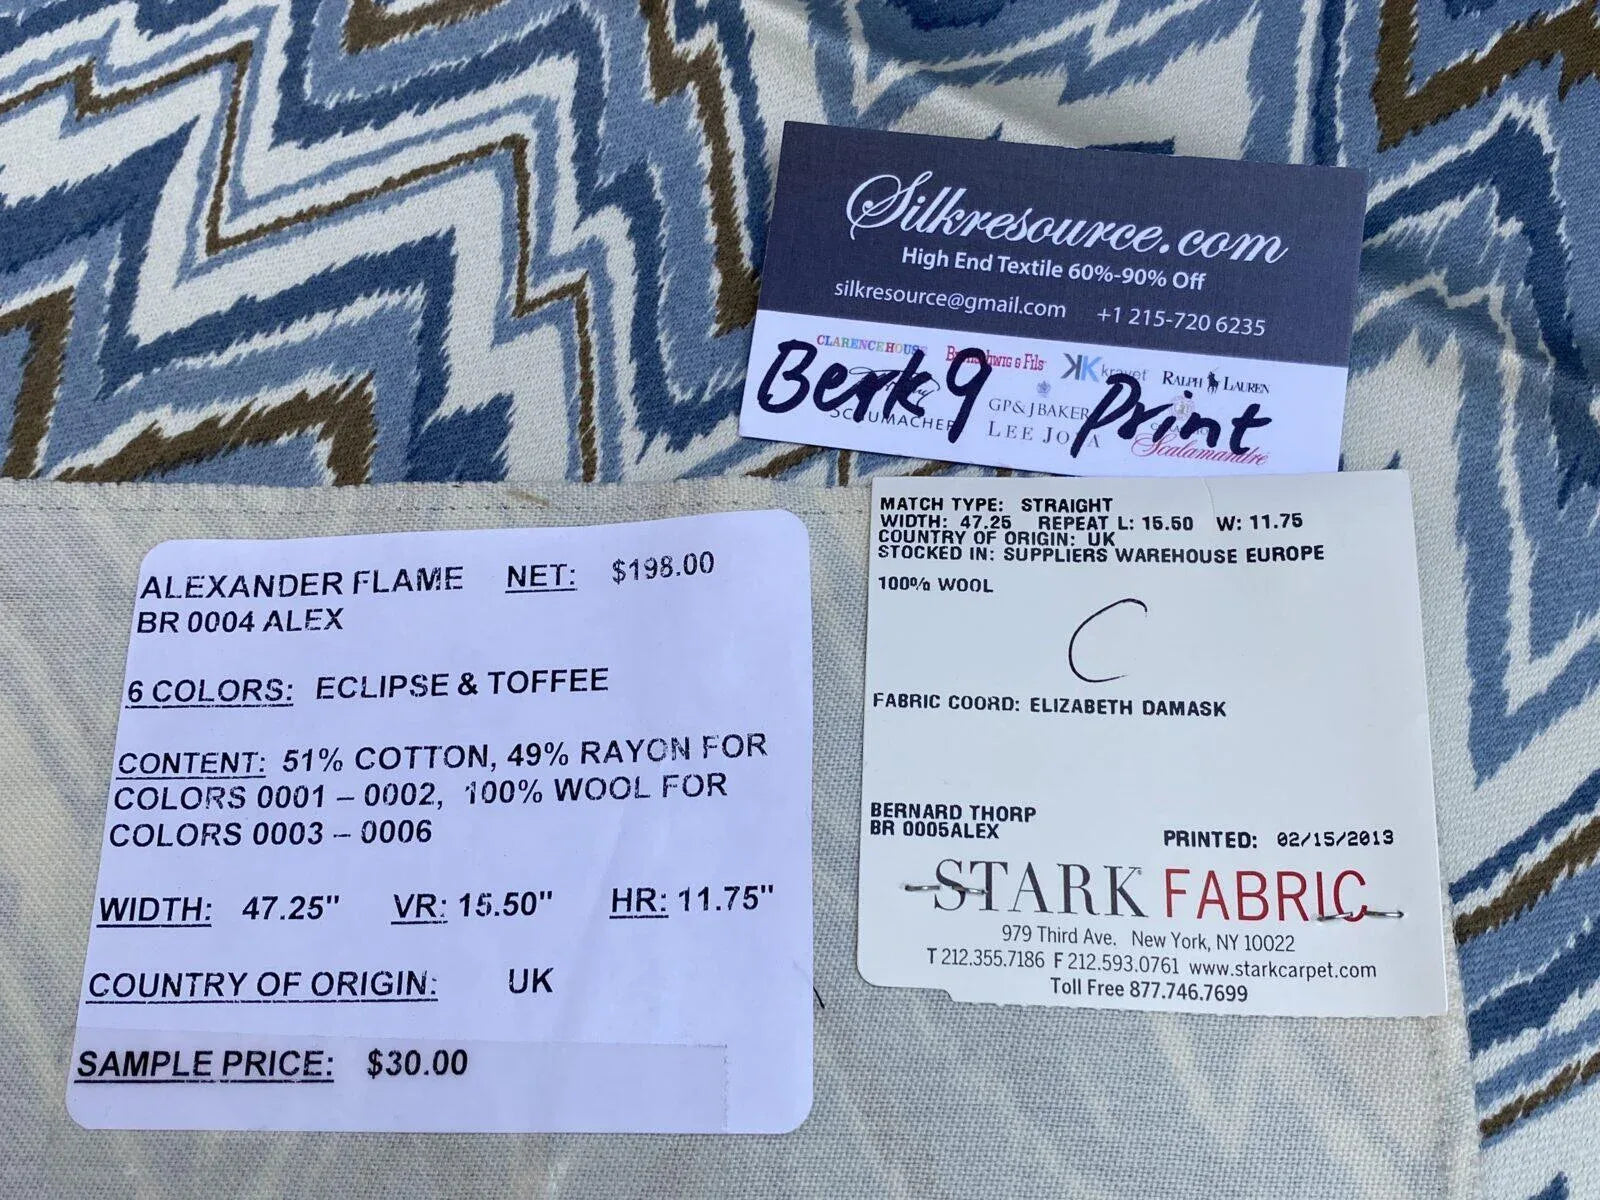 Silkresource.com
High End Textile 60%-90% Off
silkresource@gmail.com +1 215-720 6235
CLARENCEHOUSE Brunschwig & Fils kravet RALPH LAUREN
SCHUMACHER GP&JBAKER
LEE JOFA Scalamandré
Berk9 Print
ALEXANDER FLAME NET: $198.00
BR 0004 ALEX
6 COLORS: ECLIPSE & TOFFEE
CONTENT: 51% COTTON, 49% RAYON FOR
COLORS 0001 – 0002, 100% WOOL FOR
COLORS 0003 – 0006
WIDTH: 47.25" VR: 15.50" HR: 11.75"
COUNTRY OF ORIGIN: UK
SAMPLE PRICE: $30.00
MATCH TYPE: STRAIGHT
WIDTH: 47.25 REPEAT L: 15.50 W: 11.75
COUNTRY OF ORIGIN: UK
STOCKED IN: SUPPLIERS WAREHOUSE EUROPE
100% WOOL
C
FABRIC COORD: ELIZABETH DAMASK
BERNARD THORP
BR 0005ALEX PRINTED: 02/15/2013
STARK FABRIC
979 Third Ave. New York, NY 10022
T 212.355.7186 F 212.593.0761 www.starkcarpet.com
Toll Free 877.746.7699